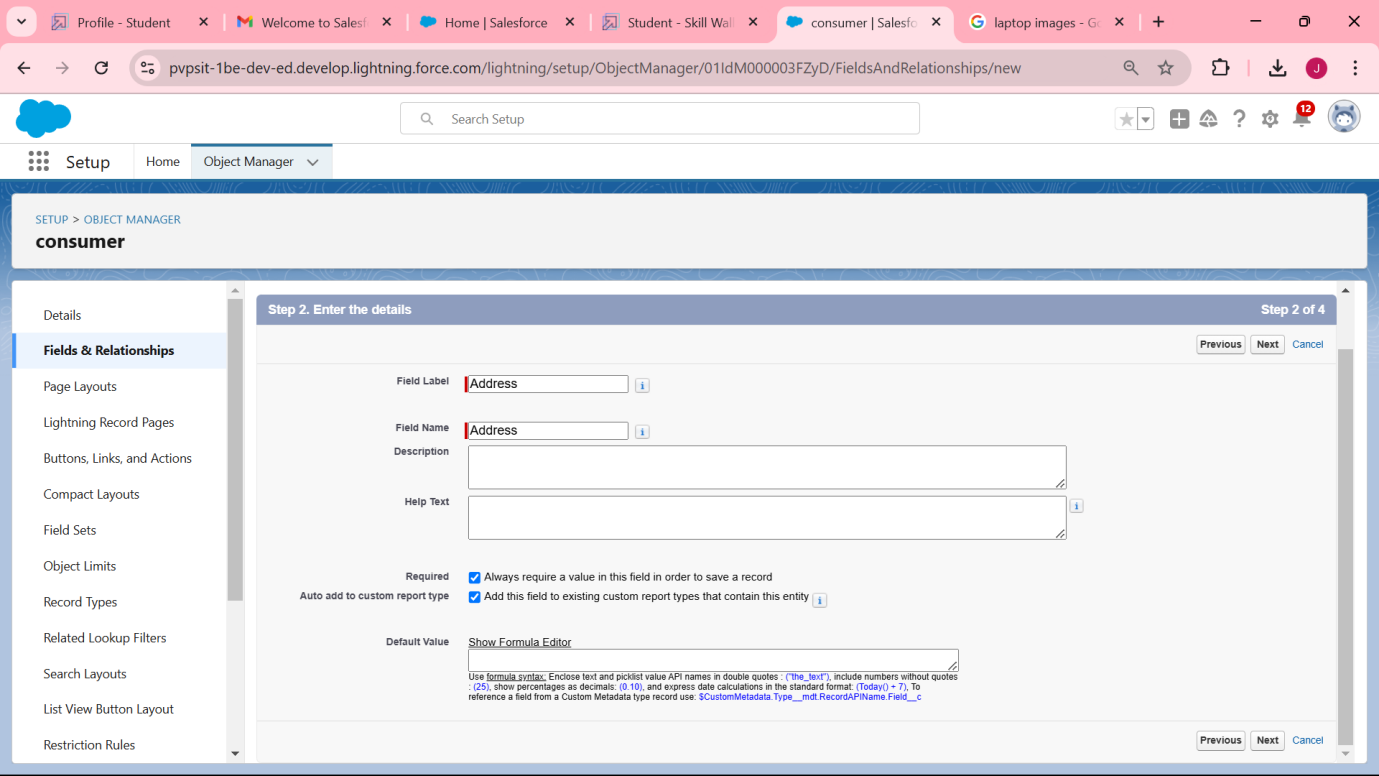 Profile - Student
Welcome to Salesf
Home | Salesforce
Student - Skill Wal
consumer | Salesfo
laptop images - Go
pvpsit-1be-dev-ed.develop.lightning.force.com/lightning/setup/ObjectManager/01IdM000003FZyD/FieldsAndRelationships/new
J
Search Setup
12
Setup
Home
Object Manager
SETUP > OBJECT MANAGER
consumer
Details
Fields & Relationships
Page Layouts
Lightning Record Pages
Buttons, Links, and Actions
Compact Layouts
Field Sets
Object Limits
Record Types
Related Lookup Filters
Search Layouts
List View Button Layout
Restriction Rules
Step 2. Enter the details
Step 2 of 4
Previous Next Cancel
Field Label Address
Field Name Address
Description
Help Text
Required Always require a value in this field in order to save a record
Auto add to custom report type Add this field to existing custom report types that contain this entity
Default Value Show Formula Editor
Use formula syntax: Enclose text and picklist value API names in double quotes : ("the_text"), include numbers without quotes
: (25), show percentages as decimals: (0.10), and express date calculations in the standard format: (Today() + 7), To
reference a field from a Custom Metadata type record use: $CustomMetadata.Type__mdt.RecordAPIName.Field__c
Previous Next Cancel